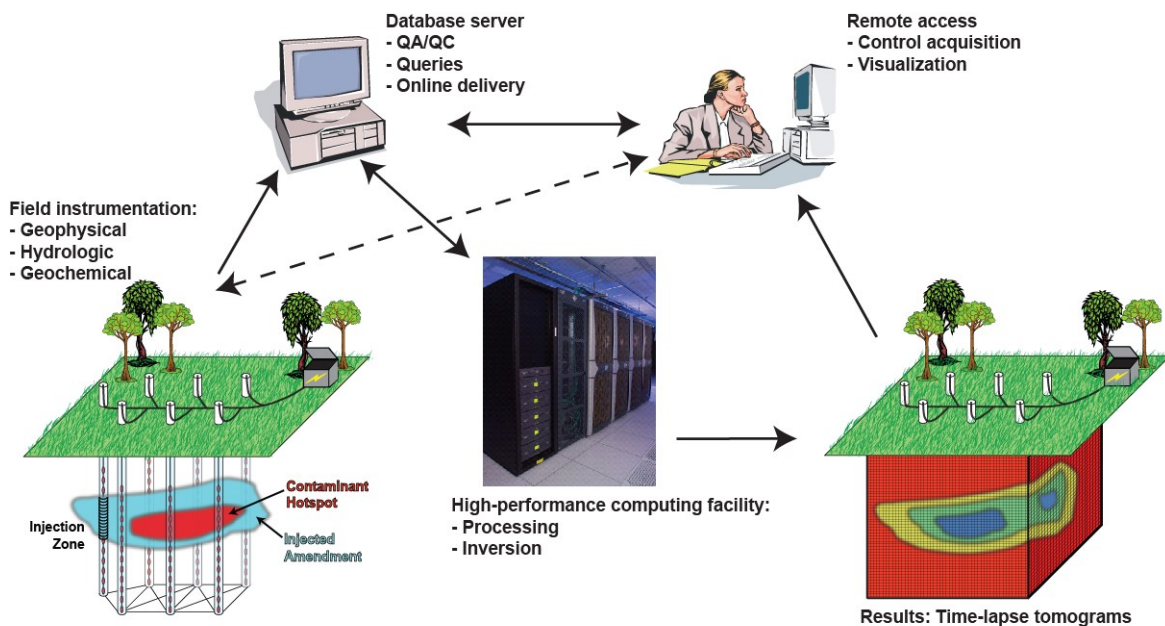 Database server
- QA/QC
- Queries
- Online delivery
Remote access
- Control acquisition
- Visualization
Field instrumentation:
- Geophysical
- Hydrologic
- Geochemical
Contaminant
Hotspot
Injection
Zone
Injected
Amendment
High-performance computing facility:
- Processing
- Inversion
Results: Time-lapse tomograms